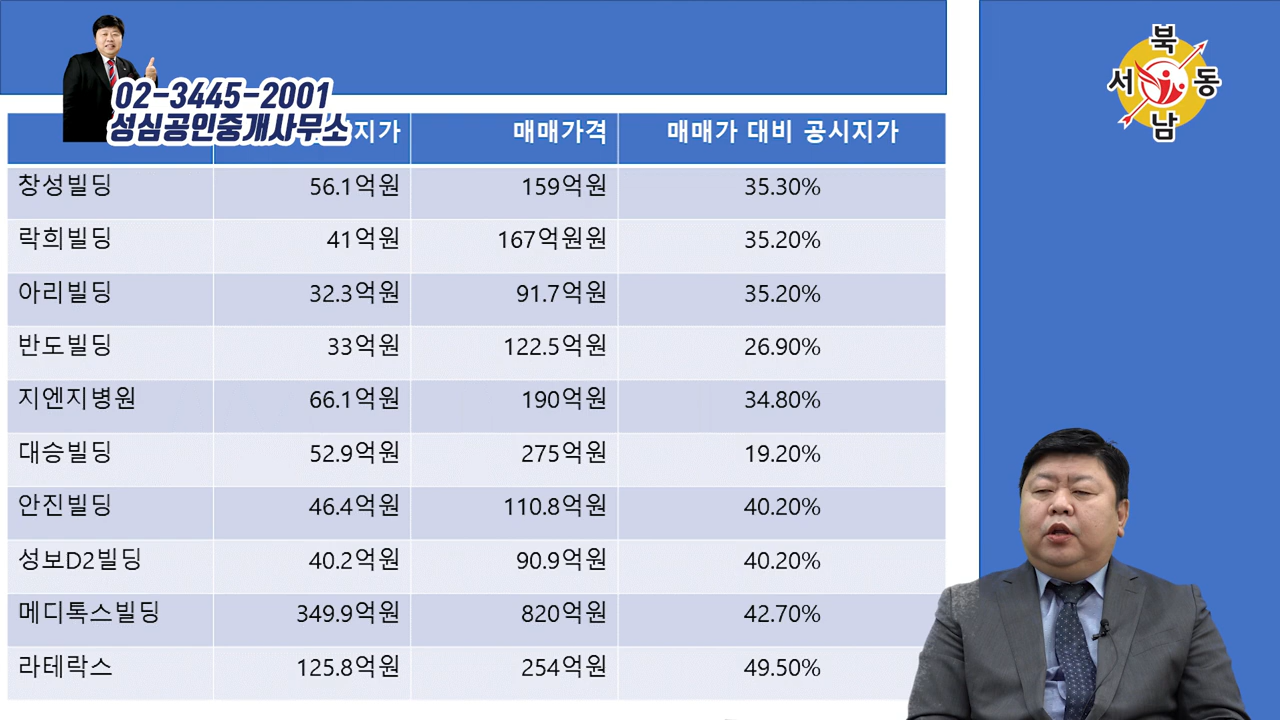 02-3445-2001
성심공인중개사무소
북
서 동
남
지가 매매가격 매매가 대비 공시지가
창성빌딩 56.1억원 159억원 35.30%
락희빌딩 41억원 167억원원 35.20%
아리빌딩 32.3억원 91.7억원 35.20%
반도빌딩 33억원 122.5억원 26.90%
지엔지병원 66.1억원 190억원 34.80%
대승빌딩 52.9억원 275억원 19.20%
안진빌딩 46.4억원 110.8억원 40.20%
성보D2빌딩 40.2억원 90.9억원 40.20%
메디톡스빌딩 349.9억원 820억원 42.70%
라테락스 125.8억원 254억원 49.50%